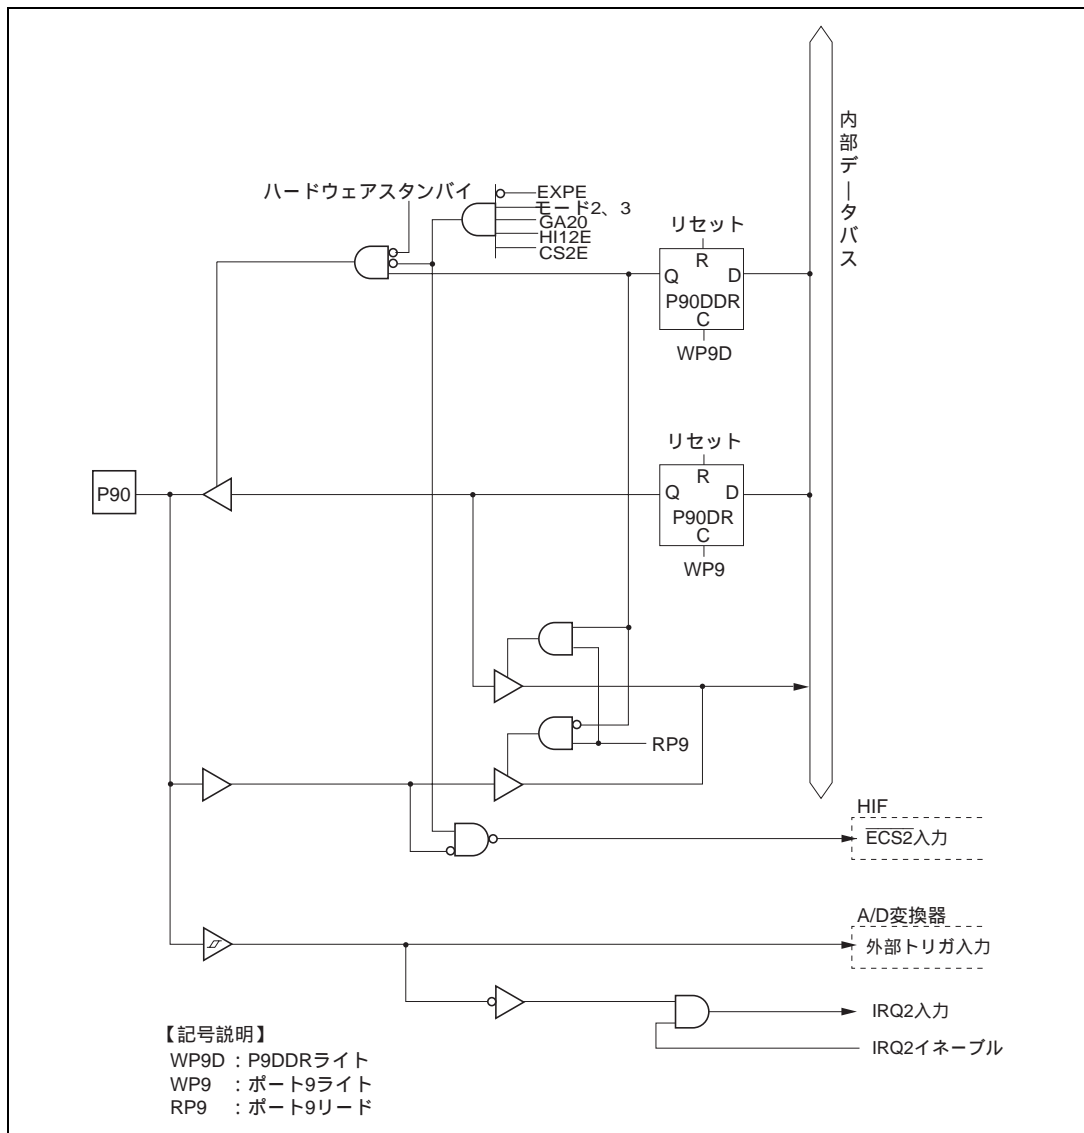 内部データバス
ハードウェアスタンバイ
EXPE
モード2、3
GA20
HI12E
CS2E
リセット
R
Q
D
P90DDR
C
WP9D
リセット
R
P90
Q
D
P90DR
C
WP9
RP9
HIF
ECS2入力
A/D変換器
外部トリガ入力
IRQ2入力
IRQ2イネーブル
【記号説明】
WP9D : P9DDRライト
WP9 : ポート9ライト
RP9 : ポート9リード